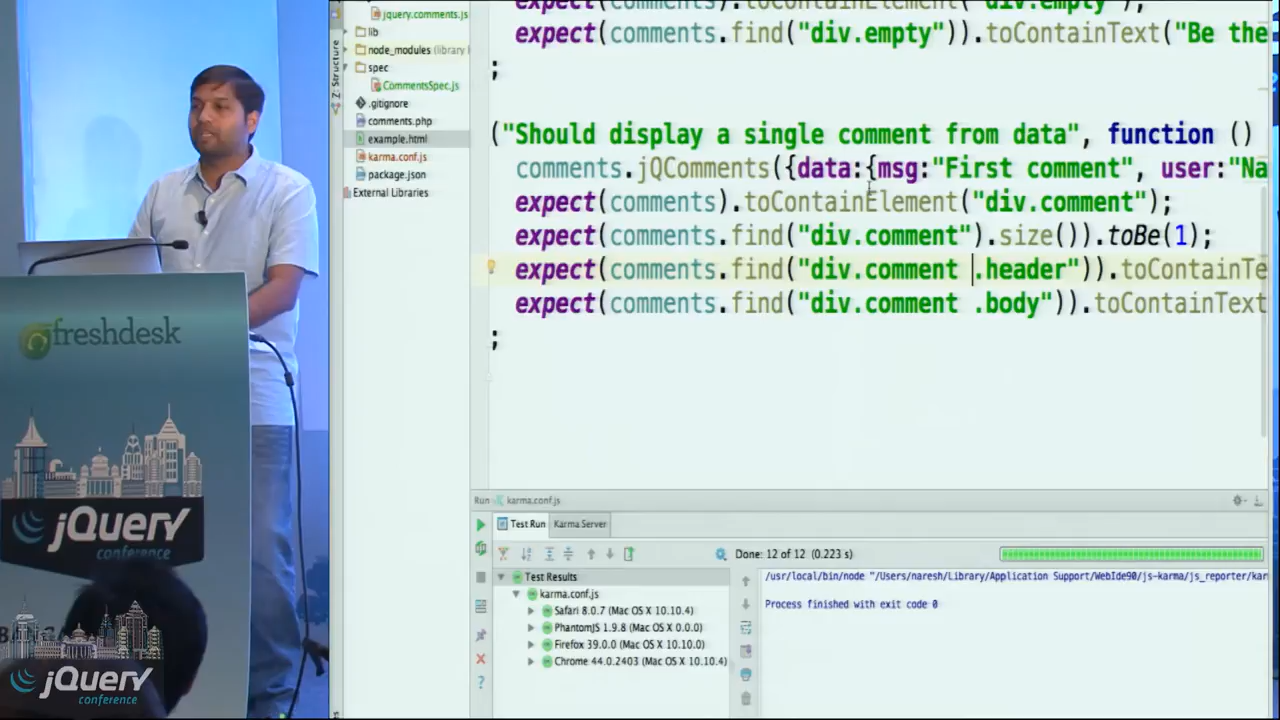 jquery.comments.js
lib
node_modules (library
spec
CommentsSpec.js
.gitignore
comments.php
example.html
karma.conf.js
package.json
External Libraries
Z: Structure
expect(comments).toContainElement("div.empty");
expect(comments.find("div.empty")).toContainText("Be the
;
("Should display a single comment from data", function ()
comments.jQComments({data:{msg:"First comment", user:"Na
expect(comments).toContainElement("div.comment");
expect(comments.find("div.comment").size()).toBe(1);
expect(comments.find("div.comment .header")).toContainTe
expect(comments.find("div.comment .body")).toContainText
;
Run karma.conf.js
Test Run Karma Server
Done: 12 of 12 (0.223 s)
Test Results
karma.conf.js
Safari 8.0.7 (Mac OS X 10.10.4)
PhantomJS 1.9.8 (Mac OS X 0.0.0)
Firefox 39.0.0 (Mac OS X 10.10.0)
Chrome 44.0.2403 (Mac OS X 10.10.4)
/usr/local/bin/node "/Users/naresh/Library/Application Support/WebIde90/js-karma/js_reporter/kar
Process finished with exit code 0
freshdesk
jQuery
conference
jQuery
conference